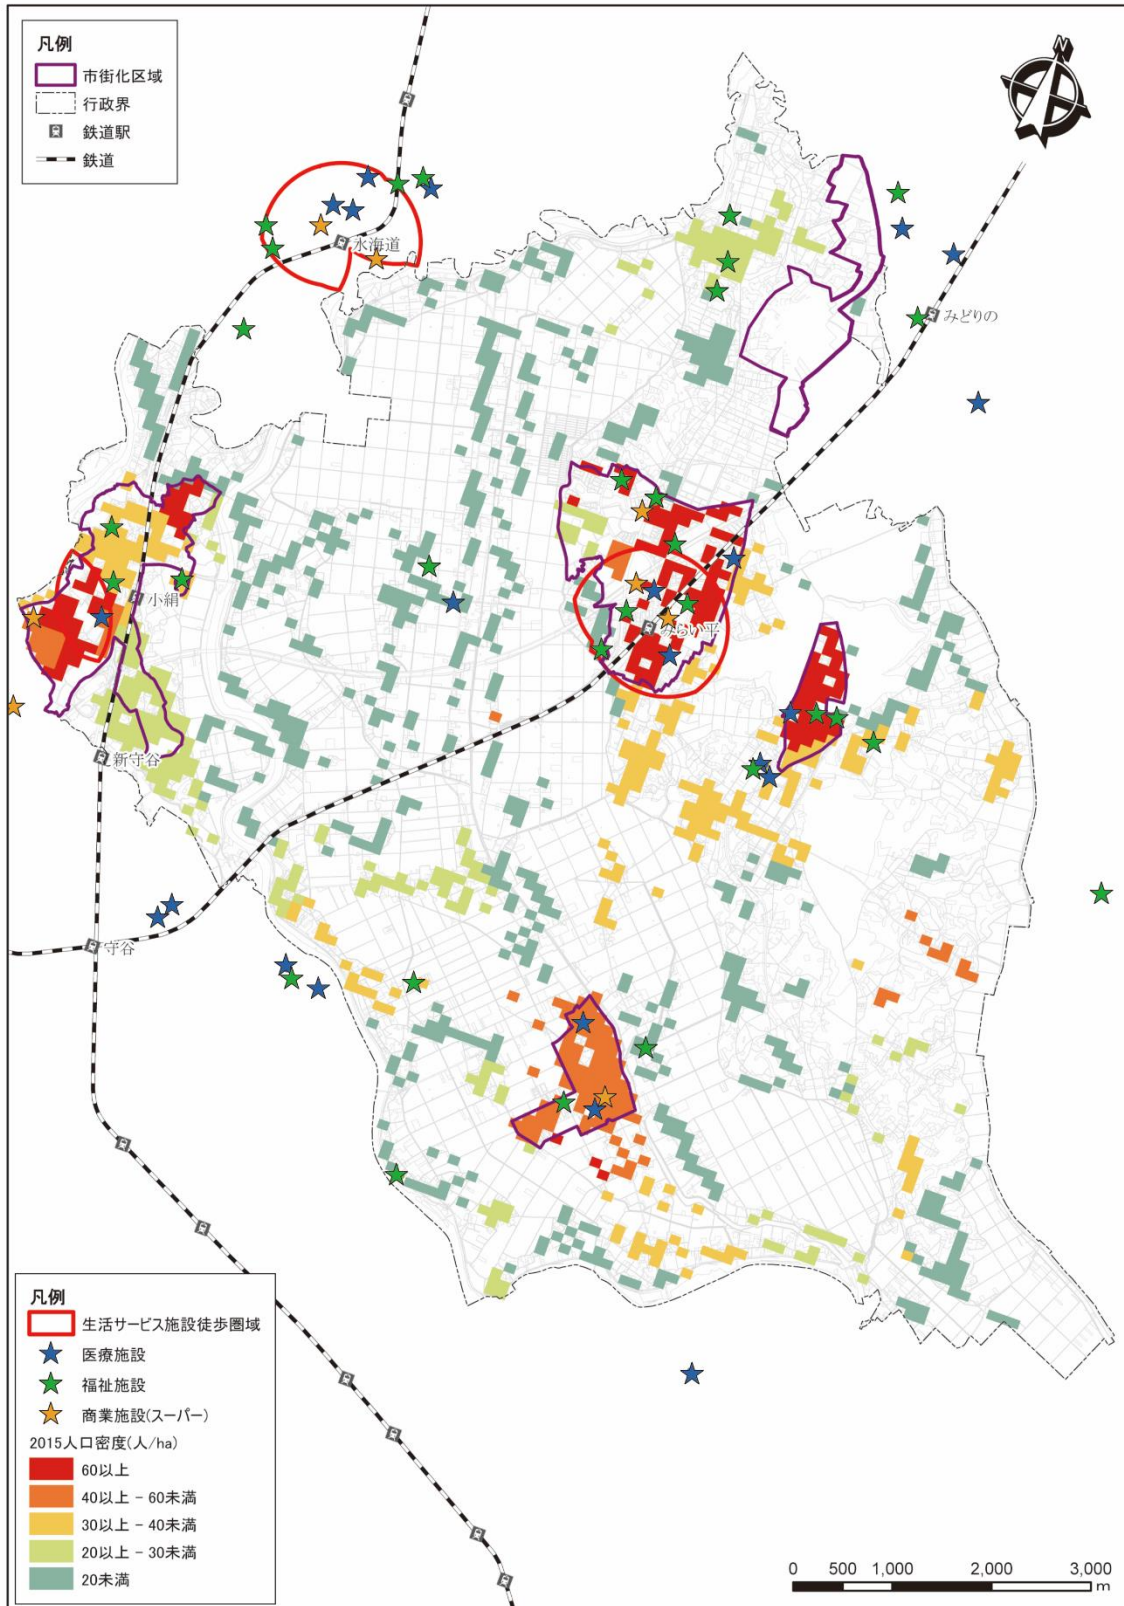 凡例
市街化区域
行政界
鉄道駅
鉄道
N
水海道
みどりの
小絹
みらい平
新守谷
守谷
凡例
生活サービス施設徒歩圏域
医療施設
福祉施設
商業施設(スーパー)
2015人口密度(人/ha)
60以上
40以上 - 60未満
30以上 - 40未満
20以上 - 30未満
20未満
0 500 1,000 2,000 3,000
m